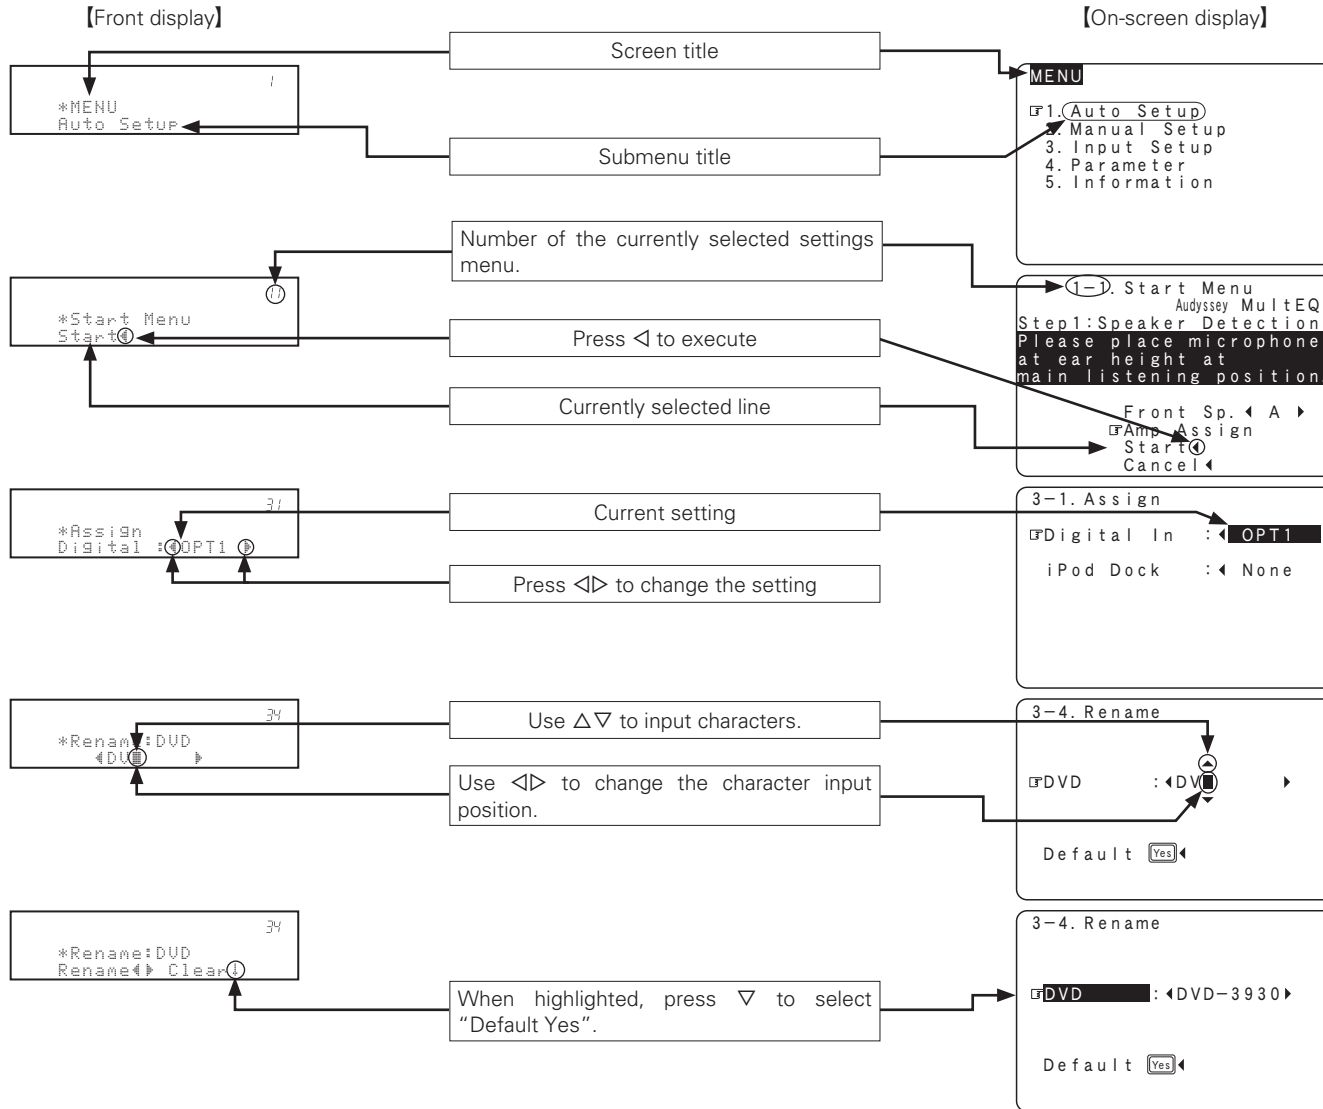 【Front display】
【On-screen display】
Screen title
1
*MENU
Auto Setup
MENU
☞1. Auto Setup
2. Manual Setup
3. Input Setup
4. Parameter
5. Information
Submenu title
Number of the currently selected settings
menu.
11
*Start Menu
Start◀
Press ◁ to execute
Currently selected line
1-1. Start Menu
Audyssey MultEQ
Step1:Speaker Detection
Please place microphone
at ear height at
main listening position.
Front Sp.◀ A ▶
☞Amp Assign
Start◀
Cancel◀
31
*Assign
Digital :◀OPT1 ▶
Current setting
Press ◁▷ to change the setting
3-1. Assign
☞Digital In :◀ OPT1
iPod Dock :◀ None
34
*Rename:DVD
◀DV■ ▶
Use △▽ to input characters.
Use ◁▷ to change the character input
position.
3-4. Rename
☞DVD :◀DV■ ▶
Default Yes◀
34
*Rename:DVD
Rename◀▶ Clear↓
When highlighted, press ▽ to select
“Default Yes”.
3-4. Rename
☞DVD :◀DVD-3930▶
Default Yes◀